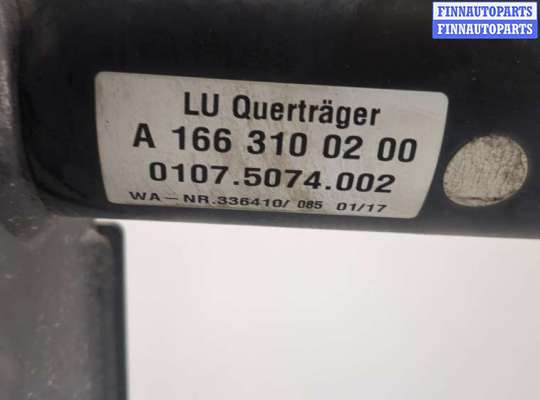 FINNAUTOPARTS
FINNAUTOPARTS
LU Querträger
A 166 310 02 00
0107.5074.002
WA-NR.336410/ 085 01/17